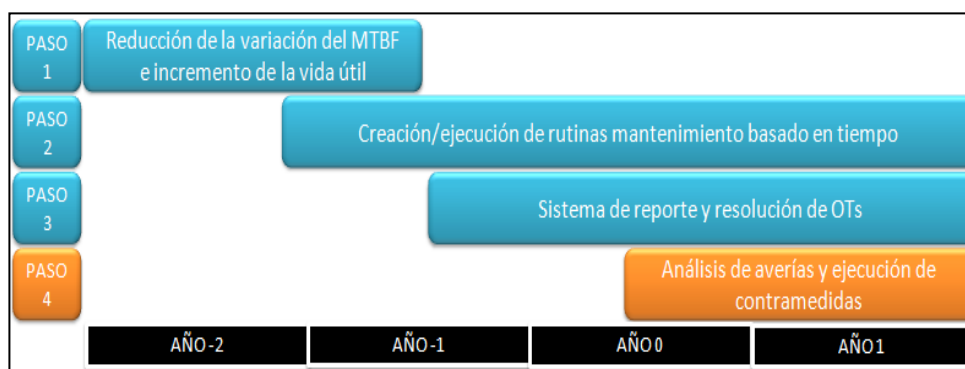 PASO
1
Reducción de la variación del MTBF
e incremento de la vida útil
PASO
2
Creación/ejecución de rutinas mantenimiento basado en tiempo
PASO
3
Sistema de reporte y resolución de OTs
PASO
4
Análisis de averías y ejecución de
contramedidas
AÑO-2
AÑO-1
AÑO 0
AÑO 1